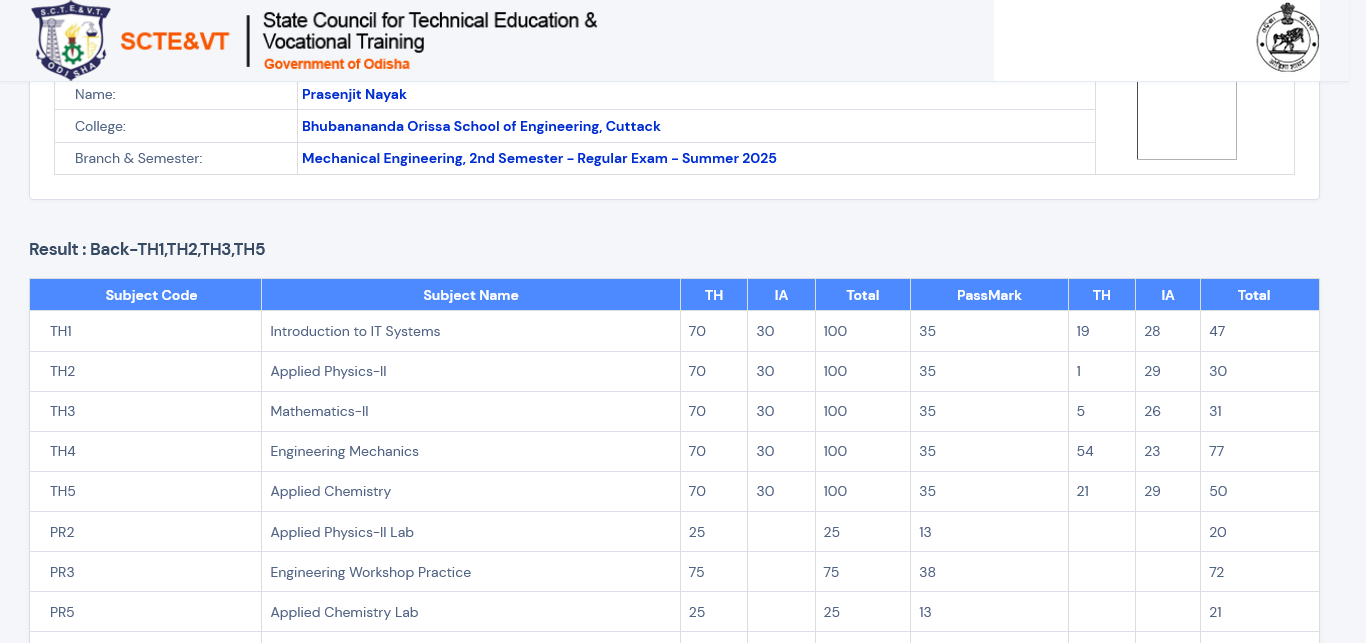 S.C.T.E.&V.T.
ODISHA
SCTE&VT
State Council for Technical Education &
Vocational Training
Government of Odisha
Name: Prasenjit Nayak
College: Bhubanananda Orissa School of Engineering, Cuttack
Branch & Semester: Mechanical Engineering, 2nd Semester - Regular Exam - Summer 2025
Result : Back-TH1,TH2,TH3,TH5
Subject Code Subject Name TH IA Total PassMark TH IA Total
TH1 Introduction to IT Systems 70 30 100 35 19 28 47
TH2 Applied Physics-II 70 30 100 35 1 29 30
TH3 Mathematics-II 70 30 100 35 5 26 31
TH4 Engineering Mechanics 70 30 100 35 54 23 77
TH5 Applied Chemistry 70 30 100 35 21 29 50
PR2 Applied Physics-II Lab 25 25 13 20
PR3 Engineering Workshop Practice 75 75 38 72
PR5 Applied Chemistry Lab 25 25 13 21